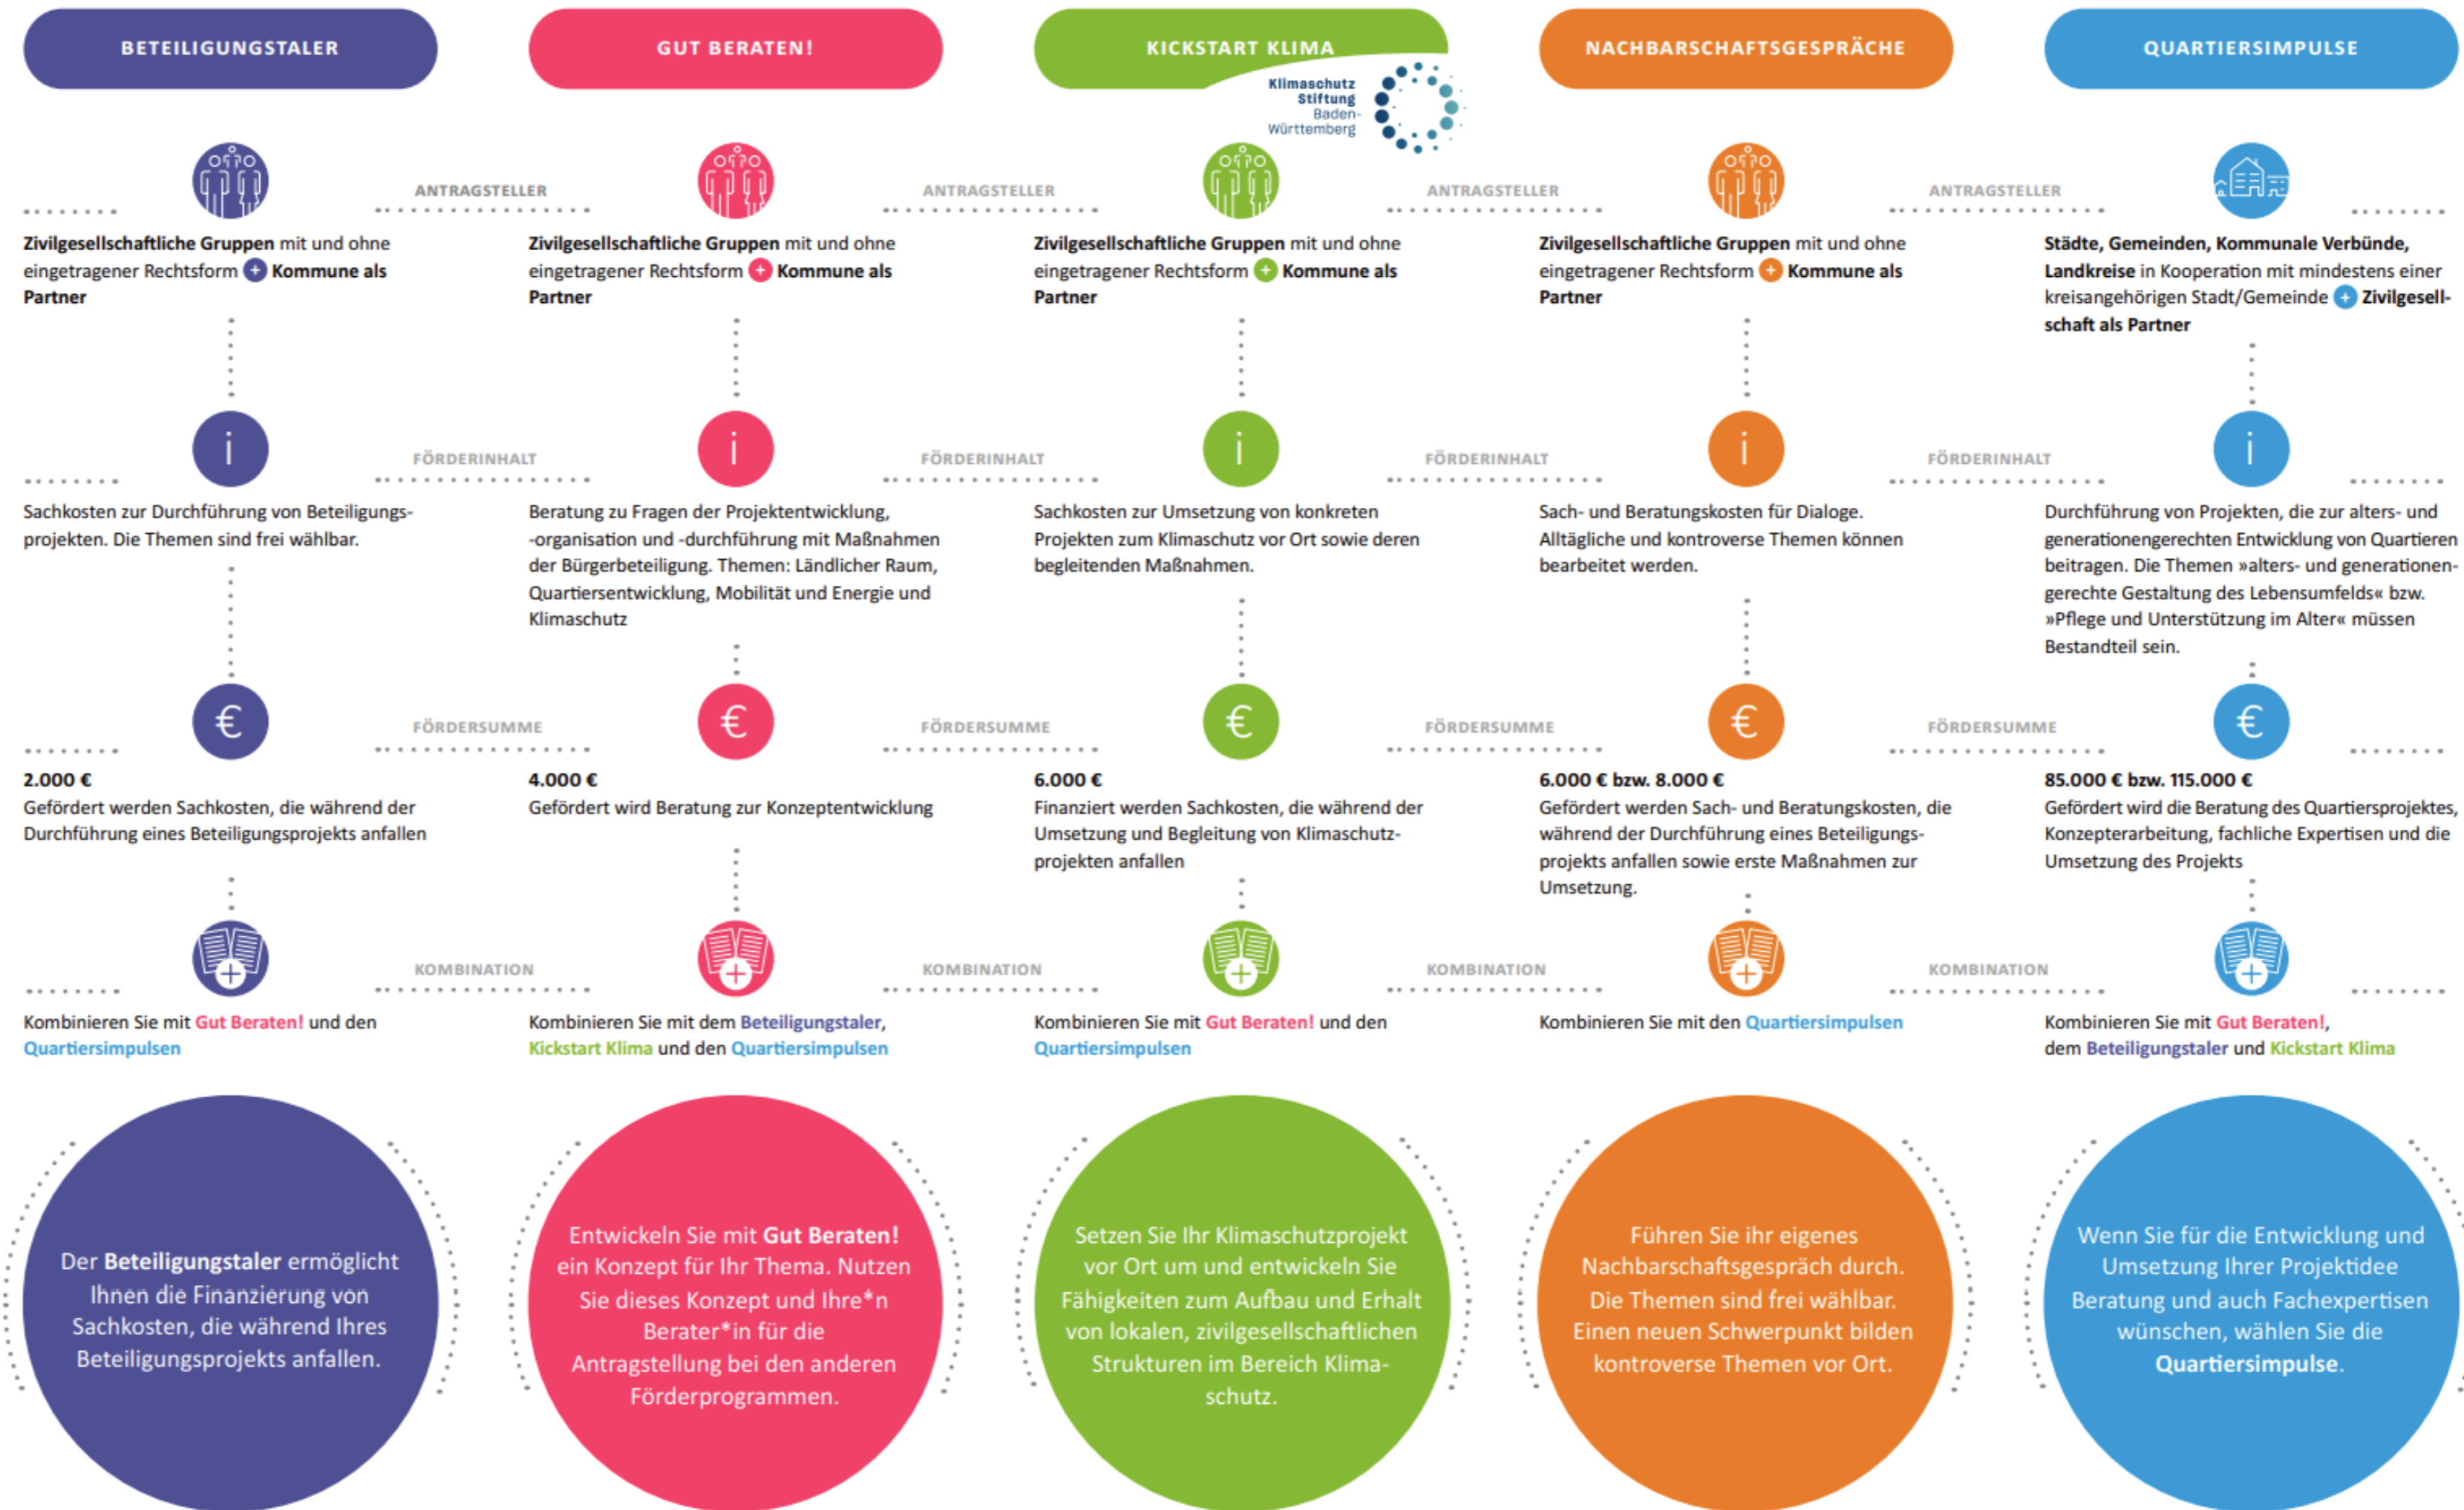 BETEILIGUNGSTALER
GUT BERATEN!
KICKSTART KLIMA
NACHBARSCHAFTSGESPRÄCHE
QUARTIERSIMPULSE
Klimaschutz
Stiftung
Baden-
Württemberg
ANTRAGSTELLER
ANTRAGSTELLER
ANTRAGSTELLER
ANTRAGSTELLER
Zivilgesellschaftliche Gruppen mit und ohne
eingetragener Rechtsform + Kommune als
Partner
Zivilgesellschaftliche Gruppen mit und ohne
eingetragener Rechtsform + Kommune als
Partner
Zivilgesellschaftliche Gruppen mit und ohne
eingetragener Rechtsform + Kommune als
Partner
Zivilgesellschaftliche Gruppen mit und ohne
eingetragener Rechtsform + Kommune als
Partner
Städte, Gemeinden, Kommunale Verbünde,
Landkreise in Kooperation mit mindestens einer
kreisangehörigen Stadt/Gemeinde + Zivilgesell-
schaft als Partner
i
FÖRDERINHALT
i
FÖRDERINHALT
i
FÖRDERINHALT
i
FÖRDERINHALT
i
Sachkosten zur Durchführung von Beteiligungs-
projekten. Die Themen sind frei wählbar.
Beratung zu Fragen der Projektentwicklung,
-organisation und -durchführung mit Maßnahmen
der Bürgerbeteiligung. Themen: Ländlicher Raum,
Quartiersentwicklung, Mobilität und Energie und
Klimaschutz
Sachkosten zur Umsetzung von konkreten
Projekten zum Klimaschutz vor Ort sowie deren
begleitenden Maßnahmen.
Sach- und Beratungskosten für Dialoge.
Alltägliche und kontroverse Themen können
bearbeitet werden.
Durchführung von Projekten, die zur alters- und
generationengerechten Entwicklung von Quartieren
beitragen. Die Themen »alters- und generationen-
gerechte Gestaltung des Lebensumfelds« bzw.
»Pflege und Unterstützung im Alter« müssen
Bestandteil sein.
€
FÖRDERSUMME
€
FÖRDERSUMME
€
FÖRDERSUMME
€
FÖRDERSUMME
€
2.000 €
Gefördert werden Sachkosten, die während der
Durchführung eines Beteiligungsprojekts anfallen
4.000 €
Gefördert wird Beratung zur Konzeptentwicklung
6.000 €
Finanziert werden Sachkosten, die während der
Umsetzung und Begleitung von Klimaschutz-
projekten anfallen
6.000 € bzw. 8.000 €
Gefördert werden Sach- und Beratungskosten, die
während der Durchführung eines Beteiligungs-
projekts anfallen sowie erste Maßnahmen zur
Umsetzung.
85.000 € bzw. 115.000 €
Gefördert wird die Beratung des Quartiersprojektes,
Konzepterarbeitung, fachliche Expertisen und die
Umsetzung des Projekts
KOMBINATION
KOMBINATION
KOMBINATION
KOMBINATION
Kombinieren Sie mit Gut Beraten! und den
Quartiersimpulsen
Kombinieren Sie mit dem Beteiligungstaler,
Kickstart Klima und den Quartiersimpulsen
Kombinieren Sie mit Gut Beraten! und den
Quartiersimpulsen
Kombinieren Sie mit den Quartiersimpulsen
Kombinieren Sie mit Gut Beraten!,
dem Beteiligungstaler und Kickstart Klima
Der Beteiligungstaler ermöglicht
Ihnen die Finanzierung von
Sachkosten, die während Ihres
Beteiligungsprojekts anfallen.
Entwickeln Sie mit Gut Beraten!
ein Konzept für Ihr Thema. Nutzen
Sie dieses Konzept und Ihre*n
Berater*in für die
Antragstellung bei den anderen
Förderprogrammen.
Setzen Sie Ihr Klimaschutzprojekt
vor Ort um und entwickeln Sie
Fähigkeiten zum Aufbau und Erhalt
von lokalen, zivilgesellschaftlichen
Strukturen im Bereich Klima-
schutz.
Führen Sie ihr eigenes
Nachbarschaftsgespräch durch.
Die Themen sind frei wählbar.
Einen neuen Schwerpunkt bilden
kontroverse Themen vor Ort.
Wenn Sie für die Entwicklung und
Umsetzung Ihrer Projektidee
Beratung und auch Fachexpertisen
wünschen, wählen Sie die
Quartiersimpulse.